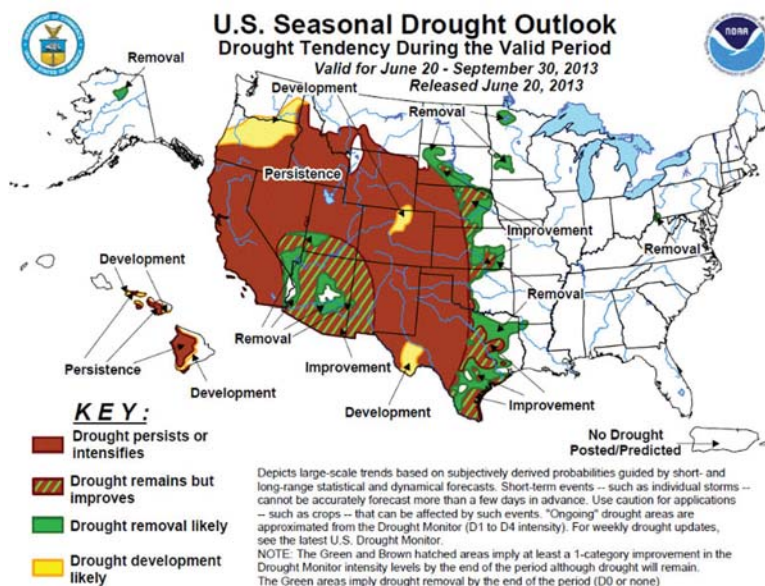 U.S. Seasonal Drought Outlook
Drought Tendency During the Valid Period
Valid for June 20 - September 30, 2013
Released June 20, 2013
NOAA
Removal
Development
Removal
Persistence
Improvement
Removal
Development
Removal
Persistence
Removal
Development
Improvement
Development
Improvement
KEY:
Drought persists or
intensifies
Drought remains but
improves
Drought removal likely
Drought development
likely
No Drought
Posted/Predicted
Depicts large-scale trends based on subjectively derived probabilities guided by short- and
long-range statistical and dynamical forecasts. Short-term events -- such as individual storms --
cannot be accurately forecast more than a few days in advance. Use caution for applications
-- such as crops -- that can be affected by such events. "Ongoing" drought areas are
approximated from the Drought Monitor (D1 to D4 intensity). For weekly drought updates,
see the latest U.S. Drought Monitor.
NOTE: The Green and Brown hatched areas imply at least a 1-category improvement in the
Drought Monitor intensity levels by the end of the period although drought will remain.
The Green areas imply drought removal by the end of the period (D0 or none)